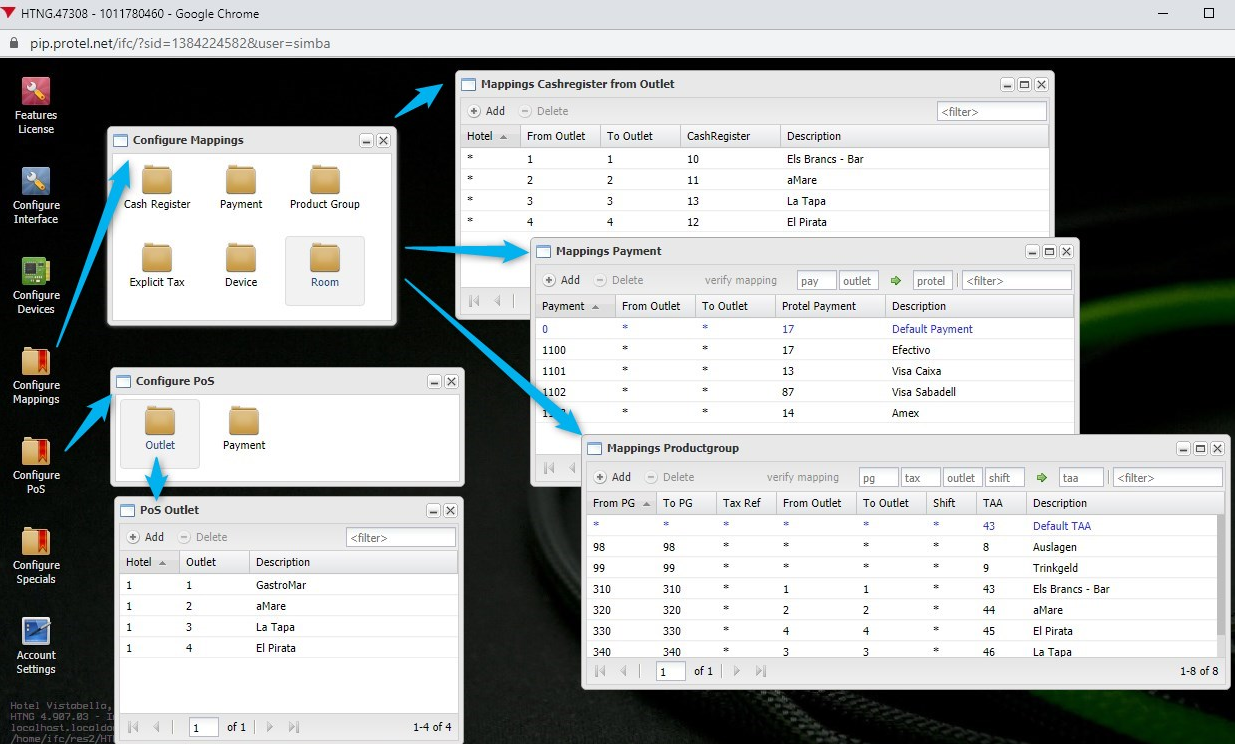 HTNG.47308 - 1011780460 - Google Chrome
pip.protel.net/ifc/?sid=1384224582&user=simba
Features
License
Configure
Interface
Configure
Devices
Configure
Mappings
Configure
PoS
Configure
Specials
Account
Settings
Hotel Vistabella,
HTNG 4.907.03 - I
localhost.localdo
/home/ifc/res2/HT
Configure Mappings
Cash Register Payment Product Group
Explicit Tax Device Room
Configure PoS
Outlet Payment
PoS Outlet
Add Delete <filter>
Hotel Outlet Description
1 1 GastroMar
1 2 aMare
1 3 La Tapa
1 4 El Pirata
1 of 1 1-4 of 4
Mappings Cashregister from Outlet
Add Delete <filter>
Hotel From Outlet To Outlet CashRegister Description
* 1 1 10 Els Brancs - Bar
* 2 2 11 aMare
* 3 3 13 La Tapa
* 4 4 12 El Pirata
Mappings Payment
Add Delete verify mapping pay outlet protel <filter>
Payment From Outlet To Outlet Protel Payment Description
0 * * 17 Default Payment
1100 * * 17 Efectivo
1101 * * 13 Visa Caixa
1102 * * 87 Visa Sabadell
* * 14 Amex
Mappings Productgroup
Add Delete verify mapping pg tax outlet shift taa <filter>
From PG To PG Tax Ref From Outlet To Outlet Shift TAA Description
* * * * * * 43 Default TAA
98 98 * * * * 8 Auslagen
99 99 * * * * 9 Trinkgeld
310 310 * 1 1 * 43 Els Brancs - Bar
320 320 * 2 2 * 44 aMare
330 330 * 4 4 * 45 El Pirata
340 340 * 3 3 * 46 La Tapa
1 of 1 1-8 of 8